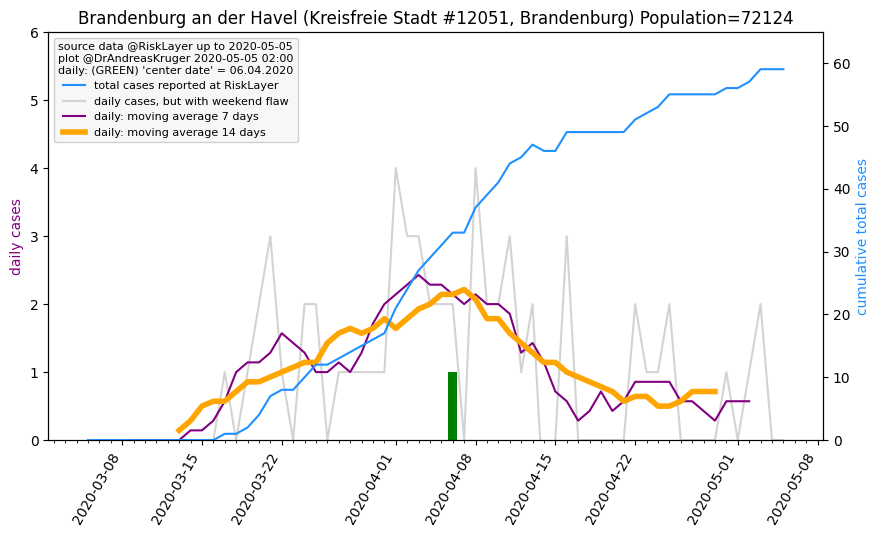 Brandenburg an der Havel (Kreisfreie Stadt #12051, Brandenburg) Population=72124
source data @RiskLayer up to 2020-05-05
plot @DrAndreasKruger 2020-05-05 02:00
daily: (GREEN) 'center date' = 06.04.2020
total cases reported at RiskLayer
daily cases, but with weekend flaw
daily: moving average 7 days
daily: moving average 14 days
daily cases
6
5
4
3
2
1
0
cumulative total cases
60
50
40
30
20
10
0
2020-03-08
2020-03-15
2020-03-22
2020-04-01
2020-04-08
2020-04-15
2020-04-22
2020-05-01
2020-05-08